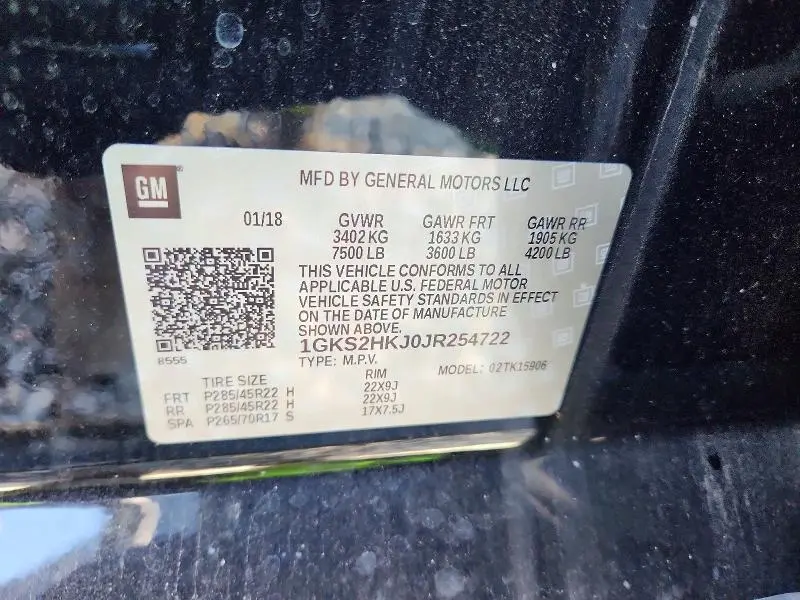 GM
MFD BY GENERAL MOTORS LLC
01/18 GVWR GAWR FRT GAWR RR
3402 KG 1633 KG 1905 KG
7500 LB 3600 LB 4200 LB
THIS VEHICLE CONFORMS TO ALL
APPLICABLE U.S. FEDERAL MOTOR
VEHICLE SAFETY STANDARDS IN EFFECT
ON THE DATE OF MANUFACTURE
SHOWN ABOVE.
8555
1GKS2HKJ0JR254722
TYPE: M.P.V. MODEL: 02TK15906
TIRE SIZE RIM
FRT P285/45R22 H 22X9J
RR P285/45R22 H 22X9J
SPA P265/70R17 S 17X7.5J